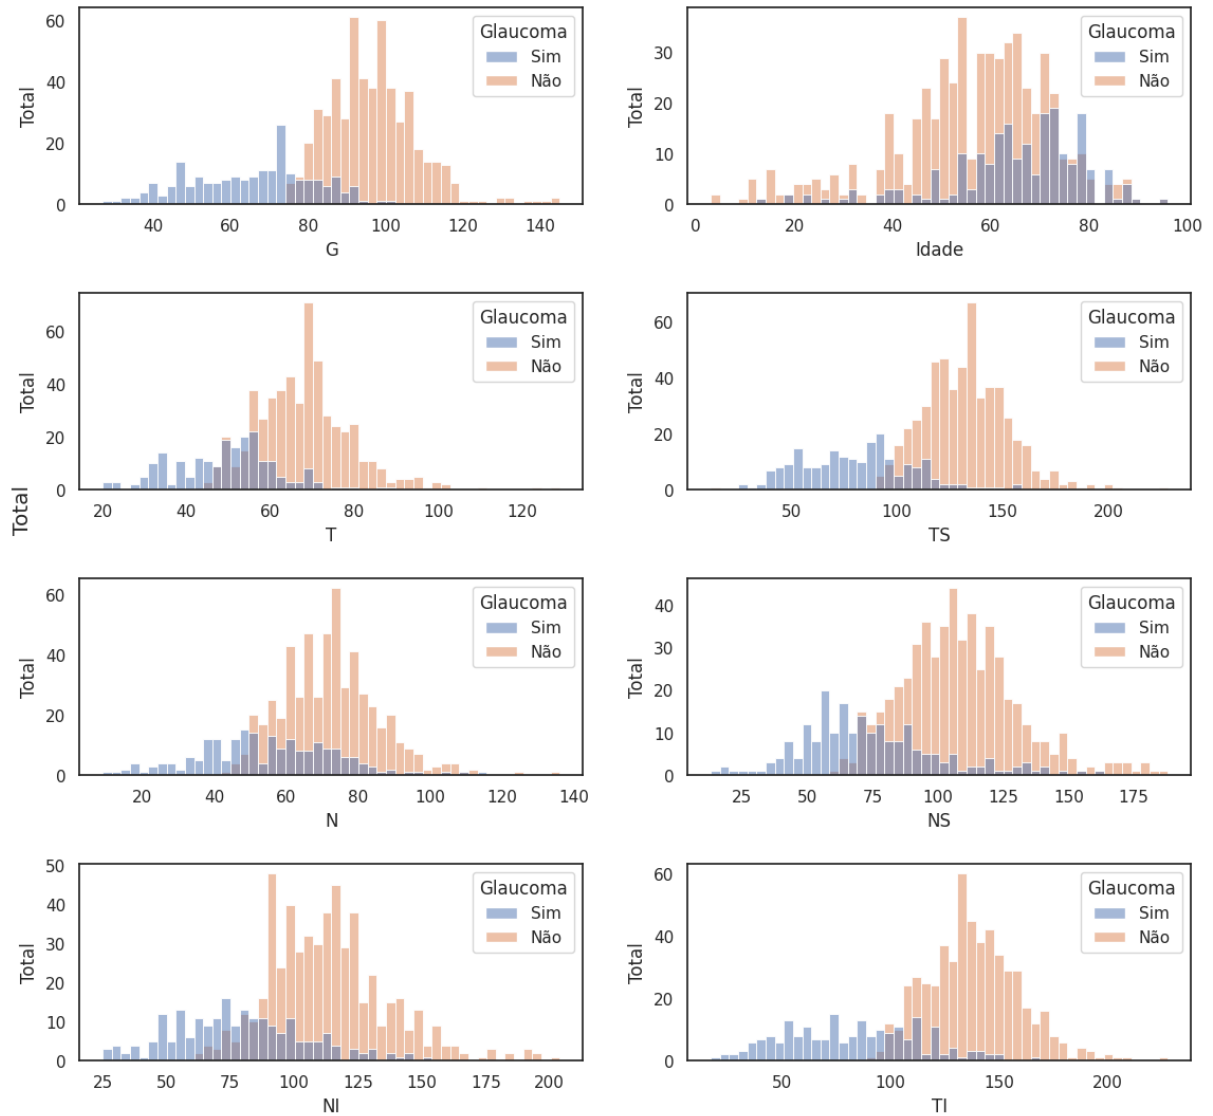 Total
60
40
20
0
40 60 80 100 120 140
G
Glaucoma
Sim
Não
Total
30
20
10
0
0 20 40 60 80 100
Idade
Glaucoma
Sim
Não
Total
60
40
20
0
20 40 60 80 100 120
T
Glaucoma
Sim
Não
Total
60
40
20
0
50 100 150 200
TS
Glaucoma
Sim
Não
Total
Total
60
40
20
0
20 40 60 80 100 120 140
N
Glaucoma
Sim
Não
Total
40
30
20
10
0
25 50 75 100 125 150 175
NS
Glaucoma
Sim
Não
Total
50
40
30
20
10
0
25 50 75 100 125 150 175 200
NI
Glaucoma
Sim
Não
Total
60
40
20
0
50 100 150 200
TI
Glaucoma
Sim
Não